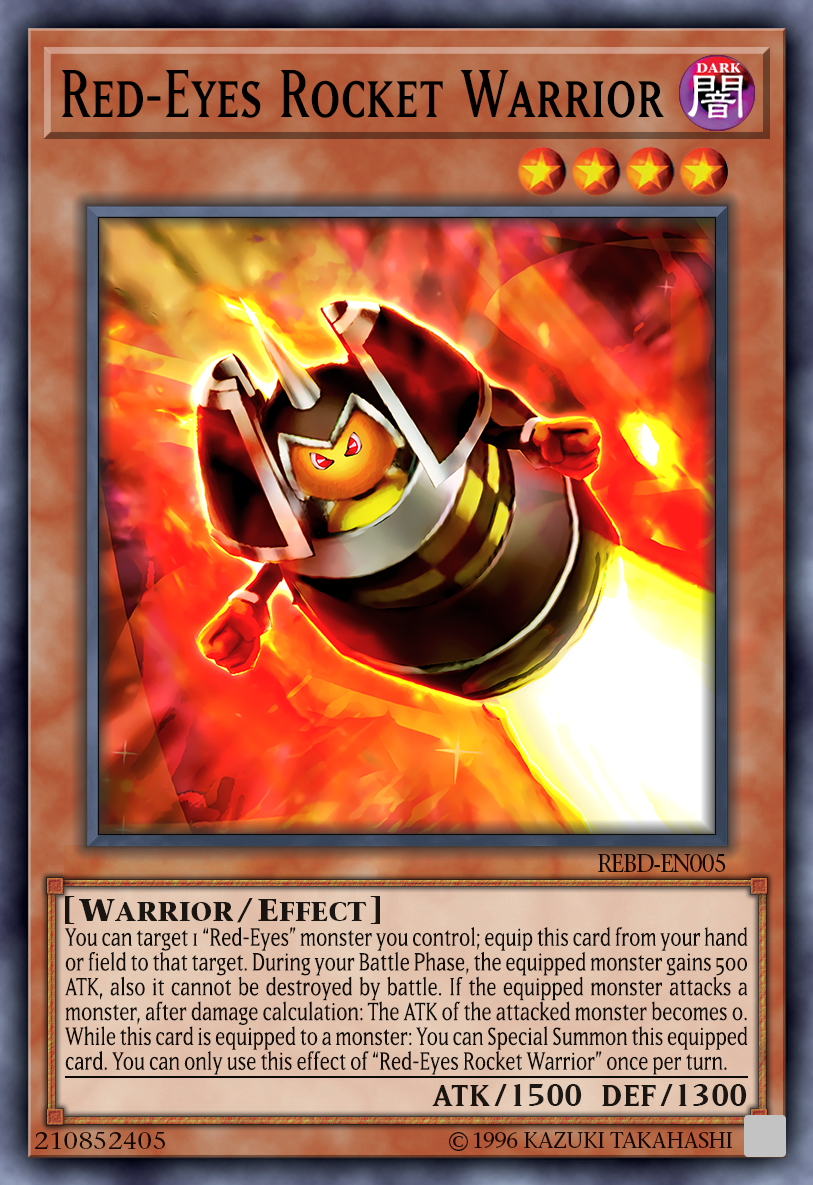 Red-Eyes Rocket Warrior
DARK
闇
REBD-EN005
[Warrior/Effect]
You can target 1 “Red-Eyes” monster you control; equip this card from your hand
or field to that target. During your Battle Phase, the equipped monster gains 500
ATK, also it cannot be destroyed by battle. If the equipped monster attacks a
monster, after damage calculation: The ATK of the attacked monster becomes 0.
While this card is equipped to a monster: You can Special Summon this equipped
card. You can only use this effect of “Red-Eyes Rocket Warrior” once per turn.
ATK/1500 DEF/1300
210852405
© 1996 KAZUKI TAKAHASHI